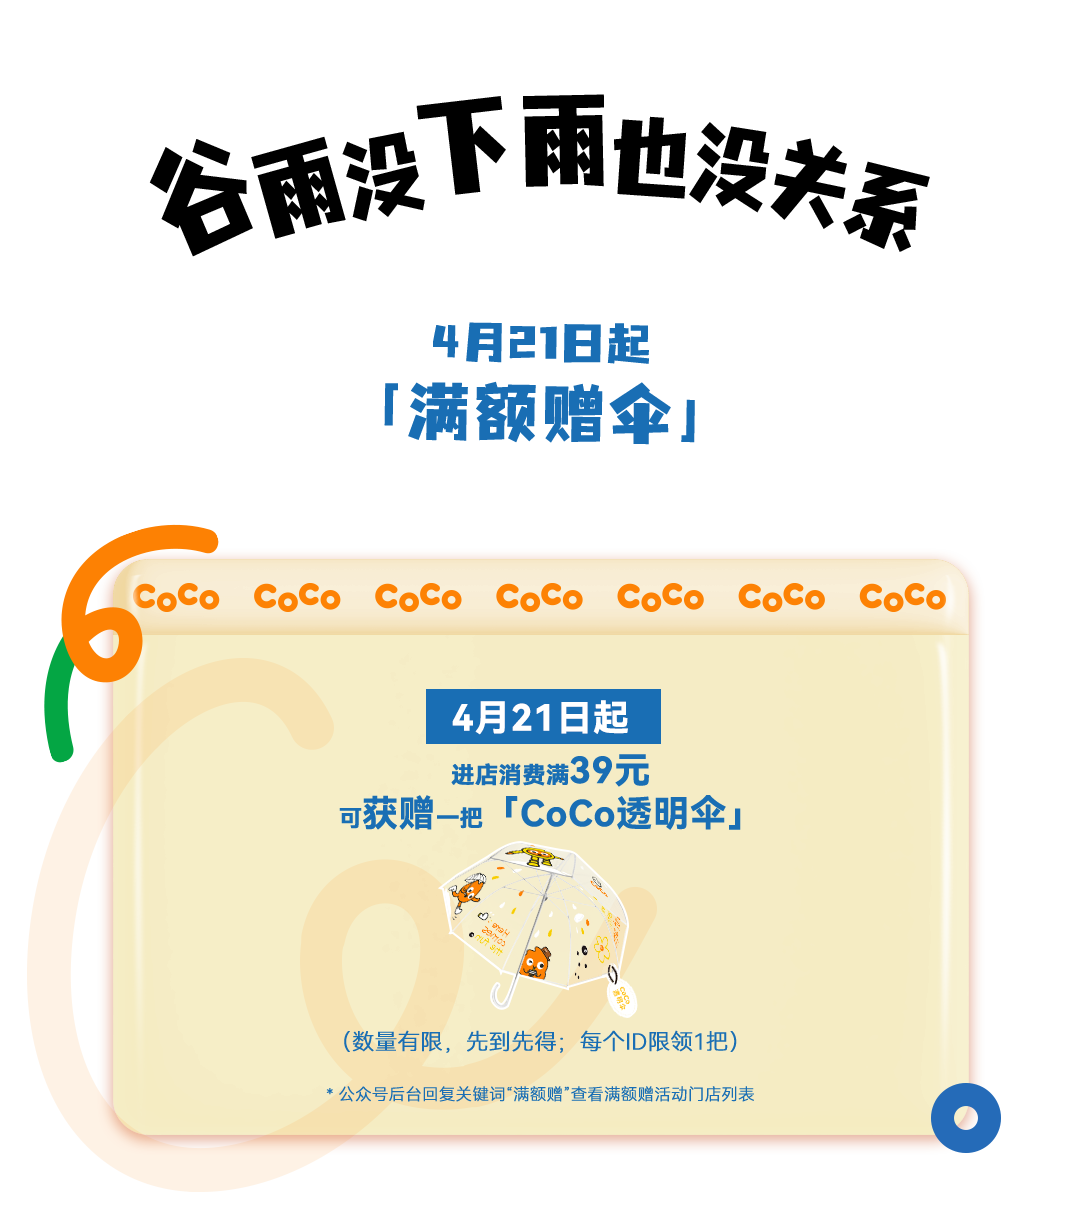 谷雨没下雨也没关系
4月21日起
「满额赠伞」
CoCo CoCo CoCo CoCo CoCo CoCo CoCo
4月21日起
进店消费满39元
可获赠一把「CoCo透明伞」
（数量有限，先到先得；每个ID限领1把）
* 公众号后台回复关键词“满额赠”查看满额赠活动门店列表